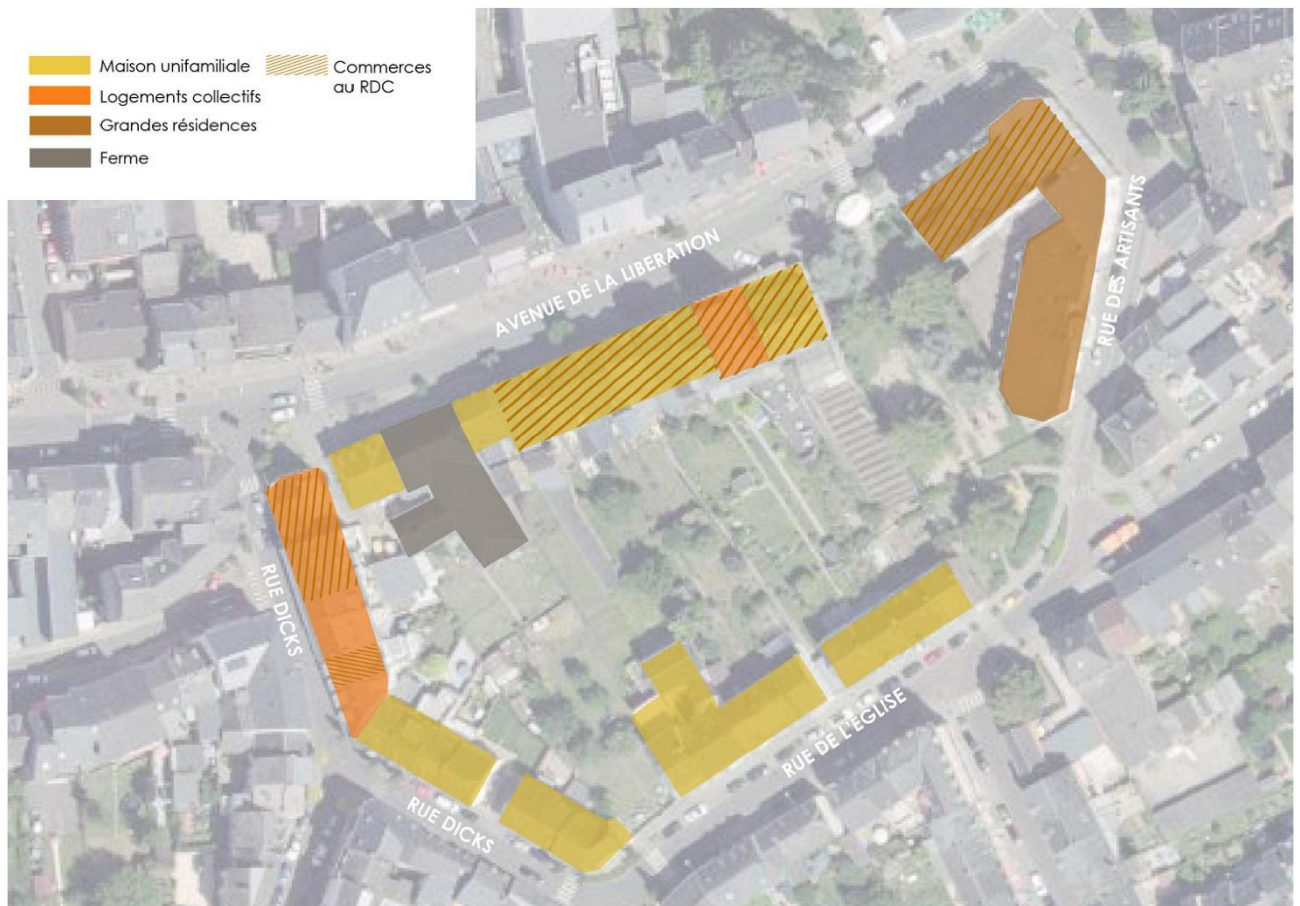 Maison unifamiliale
Commerces
au RDC
Logements collectifs
Grandes résidences
Ferme
AVENUE DE LA LIBERATION
RUE DES ARTISANTS
RUE DICKS
RUE DE L'ÉGLISE
RUE DICKS